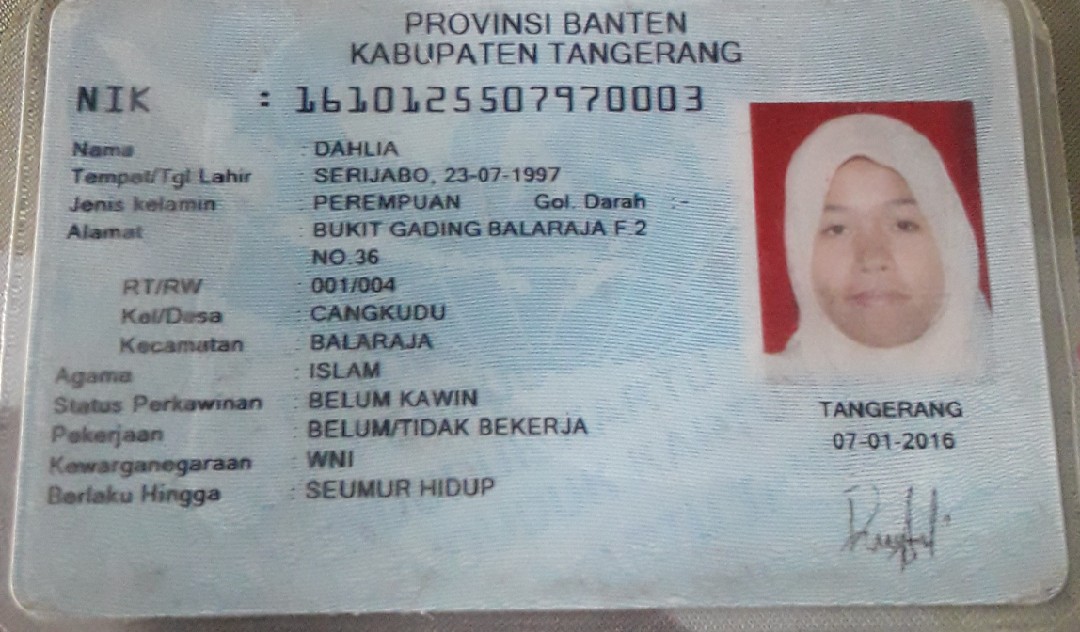 PROVINSI BANTEN
KABUPATEN TANGERANG
NIK : 1610125507970003
Nama : DAHLIA
Tempat/Tgl Lahir : SERIJABO, 23-07-1997
Jenis kelamin : PEREMPUAN Gol. Darah :-
Alamat : BUKIT GADING BALARAJA F.2
NO.36
RT/RW : 001/004
Kel/Desa : CANGKUDU
Kecamatan : BALARAJA
Agama : ISLAM
Status Perkawinan : BELUM KAWIN
Pekerjaan : BELUM/TIDAK BEKERJA
Kewarganegaraan : WNI
Berlaku Hingga : SEUMUR HIDUP
TANGERANG
07-01-2016